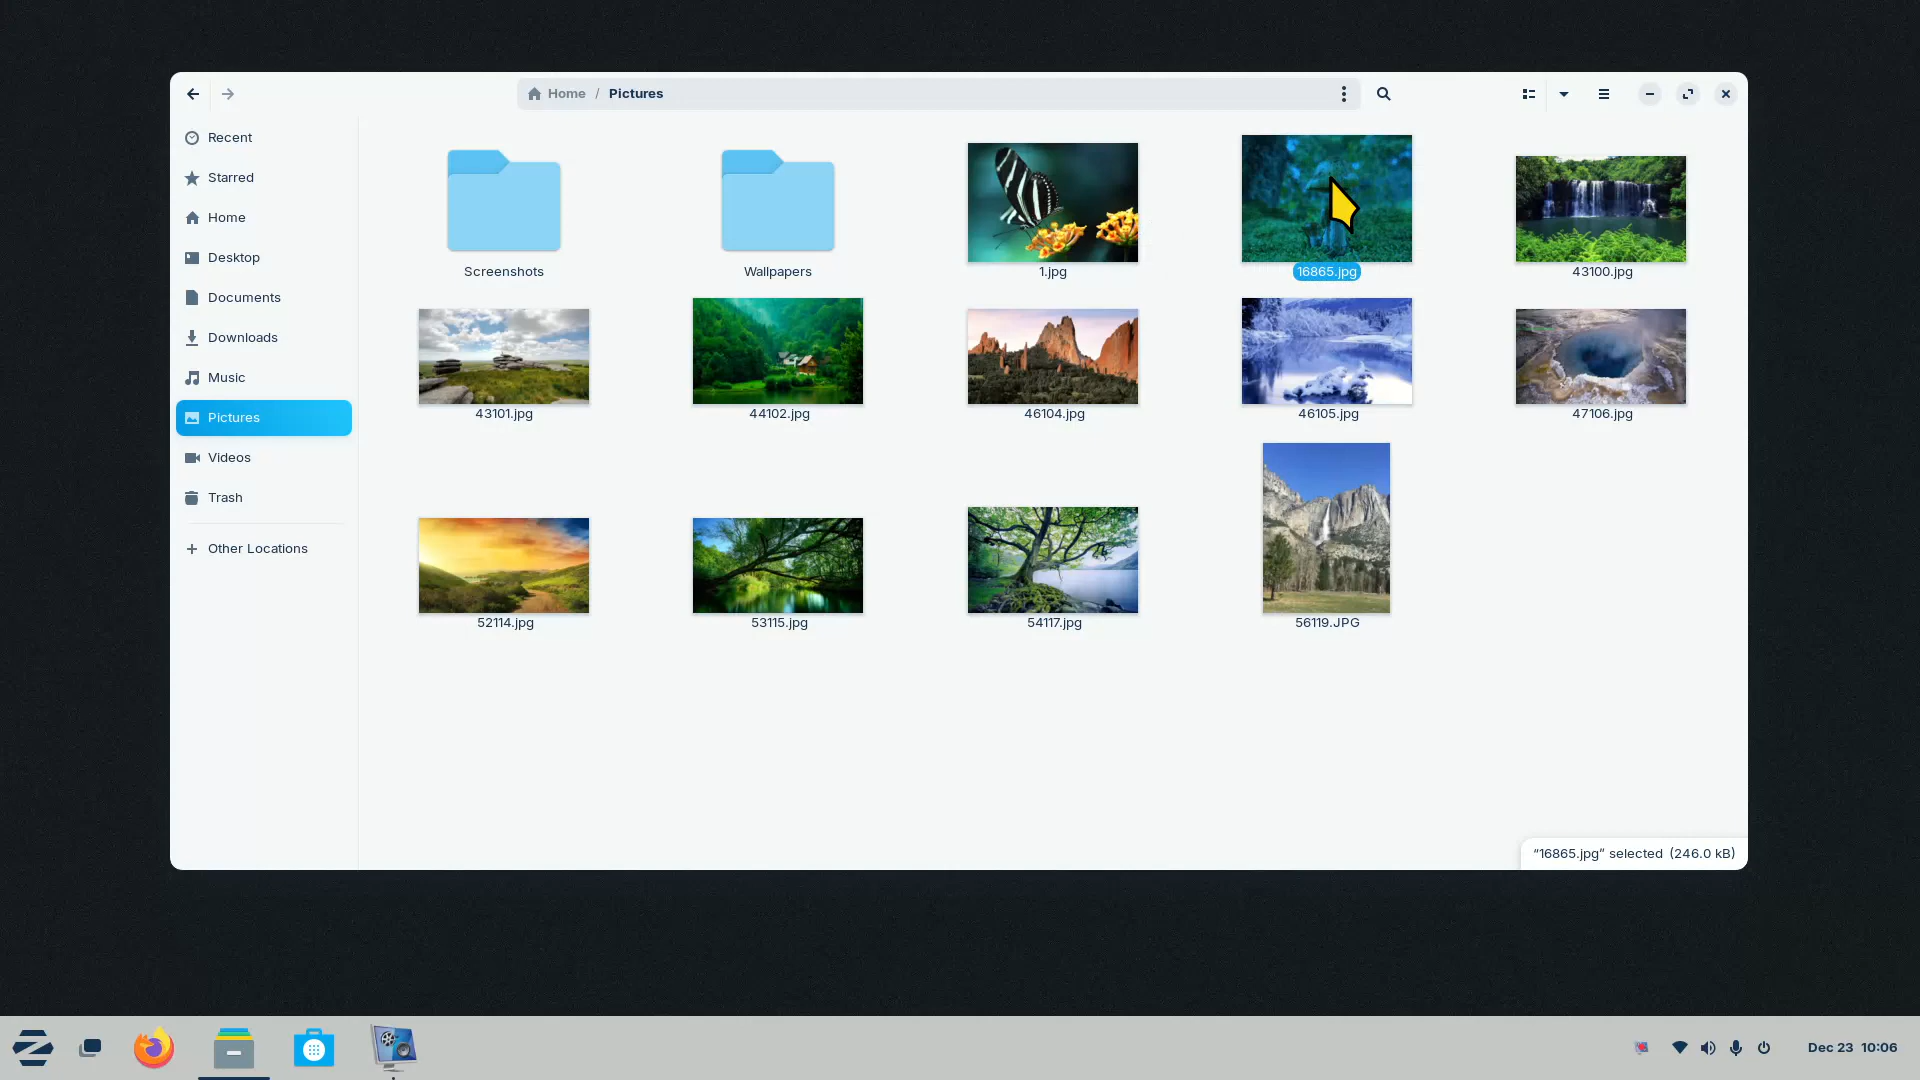 Home / Pictures
Recent
Starred
Home
Desktop
Documents
Downloads
Music
Pictures
Videos
Trash
Other Locations
Screenshots
Wallpapers
1.jpg
16865.jpg
43100.jpg
43101.jpg
44102.jpg
46104.jpg
46105.jpg
47106.jpg
52114.jpg
53115.jpg
54117.jpg
56119.JPG
“16865.jpg” selected (246.0 kB)
Dec 23 10:06